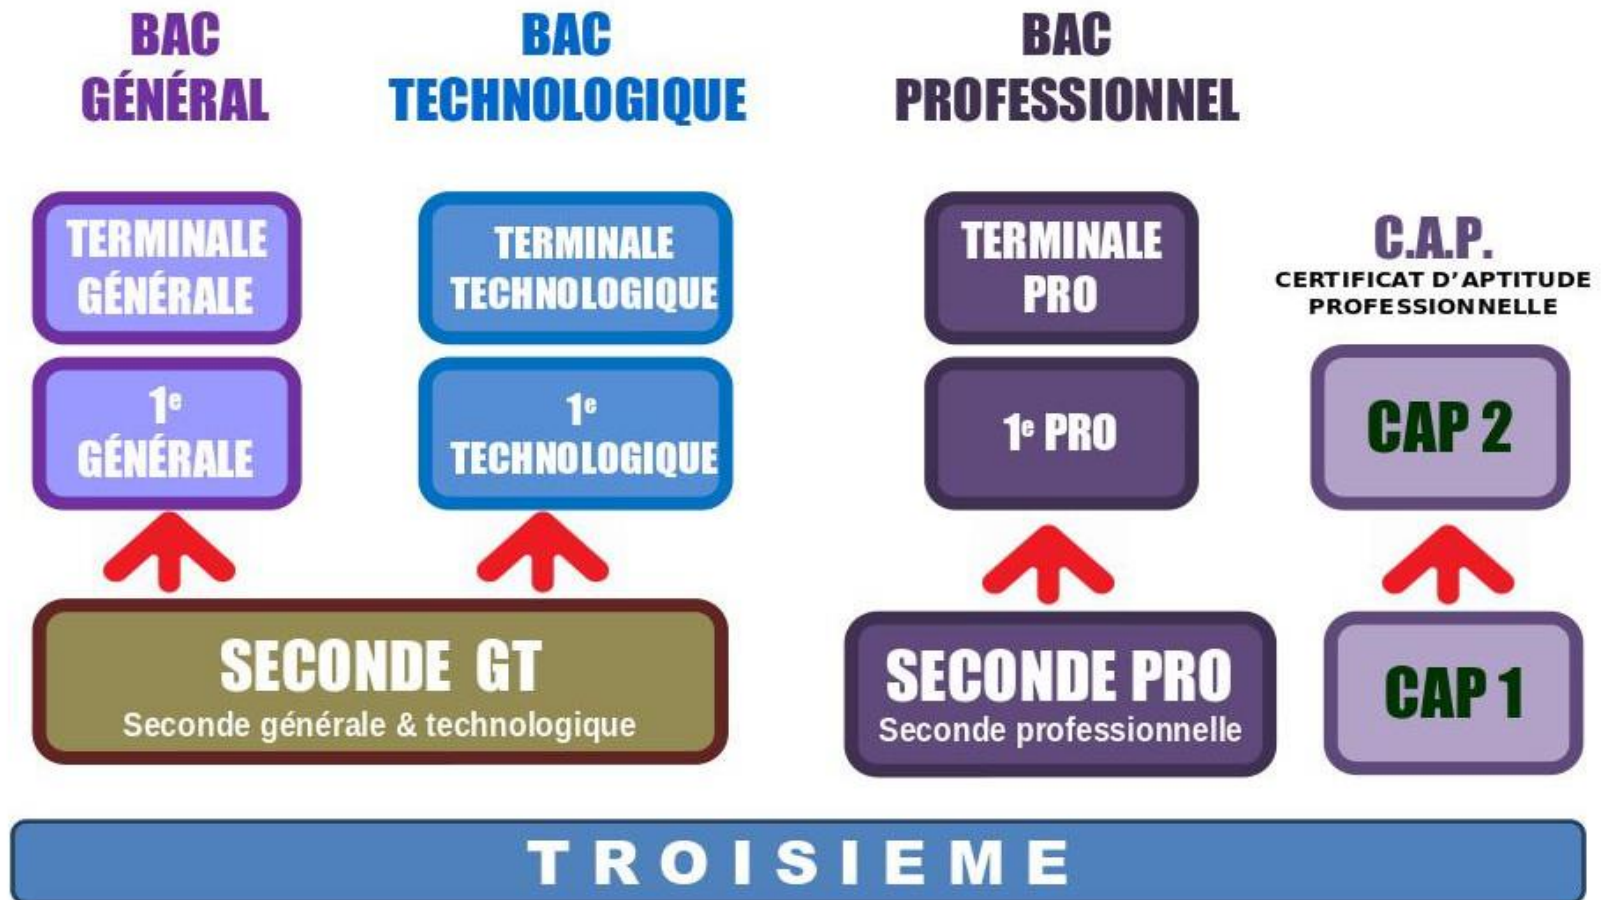 BAC
GÉNÉRAL
BAC
TECHNOLOGIQUE
BAC
PROFESSIONNEL
TERMINALE
GÉNÉRALE
TERMINALE
TECHNOLOGIQUE
TERMINALE
PRO
C.A.P.
CERTIFICAT D'APTITUDE
PROFESSIONNELLE
1e
GÉNÉRALE
1e
TECHNOLOGIQUE
1e PRO
CAP 2
SECONDE GT
Seconde générale & technologique
SECONDE PRO
Seconde professionnelle
CAP 1
TROISIEME